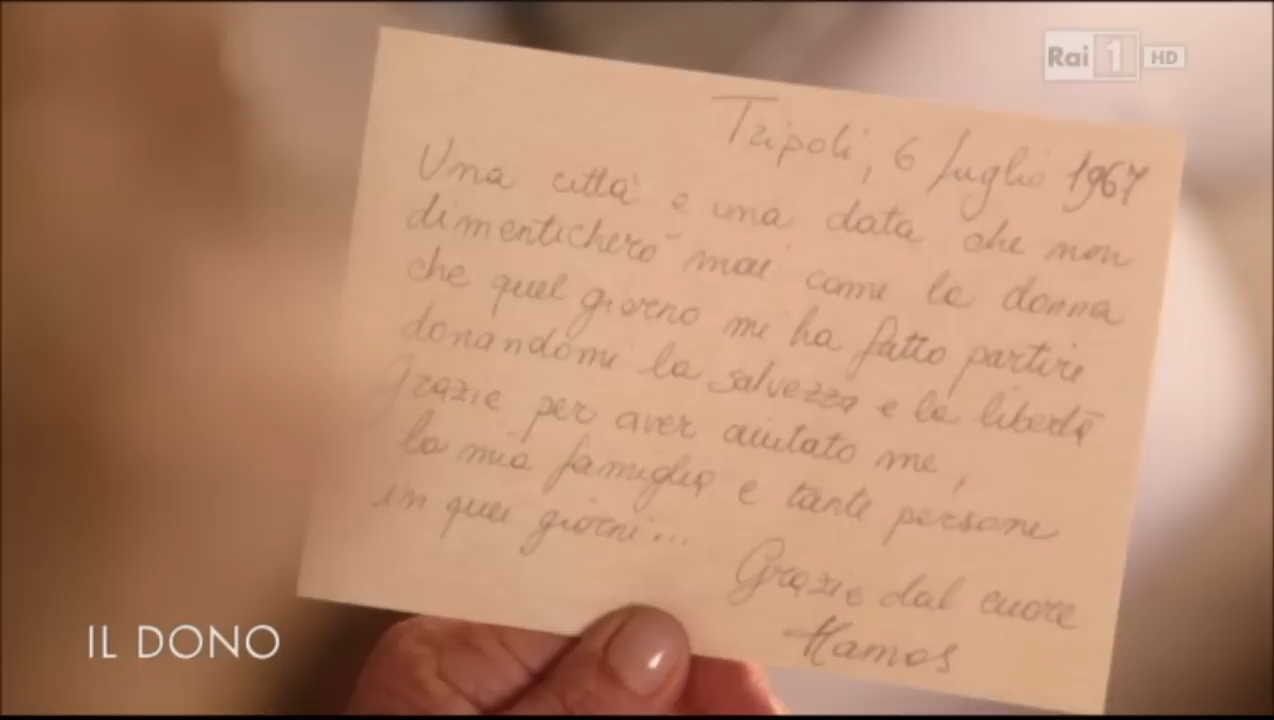 Rai 1 HD
Tripoli, 6 luglio 1967
Una città e una data che non
dimenticherò mai come la donna
che quel giorno mi ha fatto partire
donandomi la salvezza e la libertà
Grazie per aver aiutato me,
la mia famiglia e tante persone
in quei giorni...
Grazie dal cuore
Hamos
IL DONO